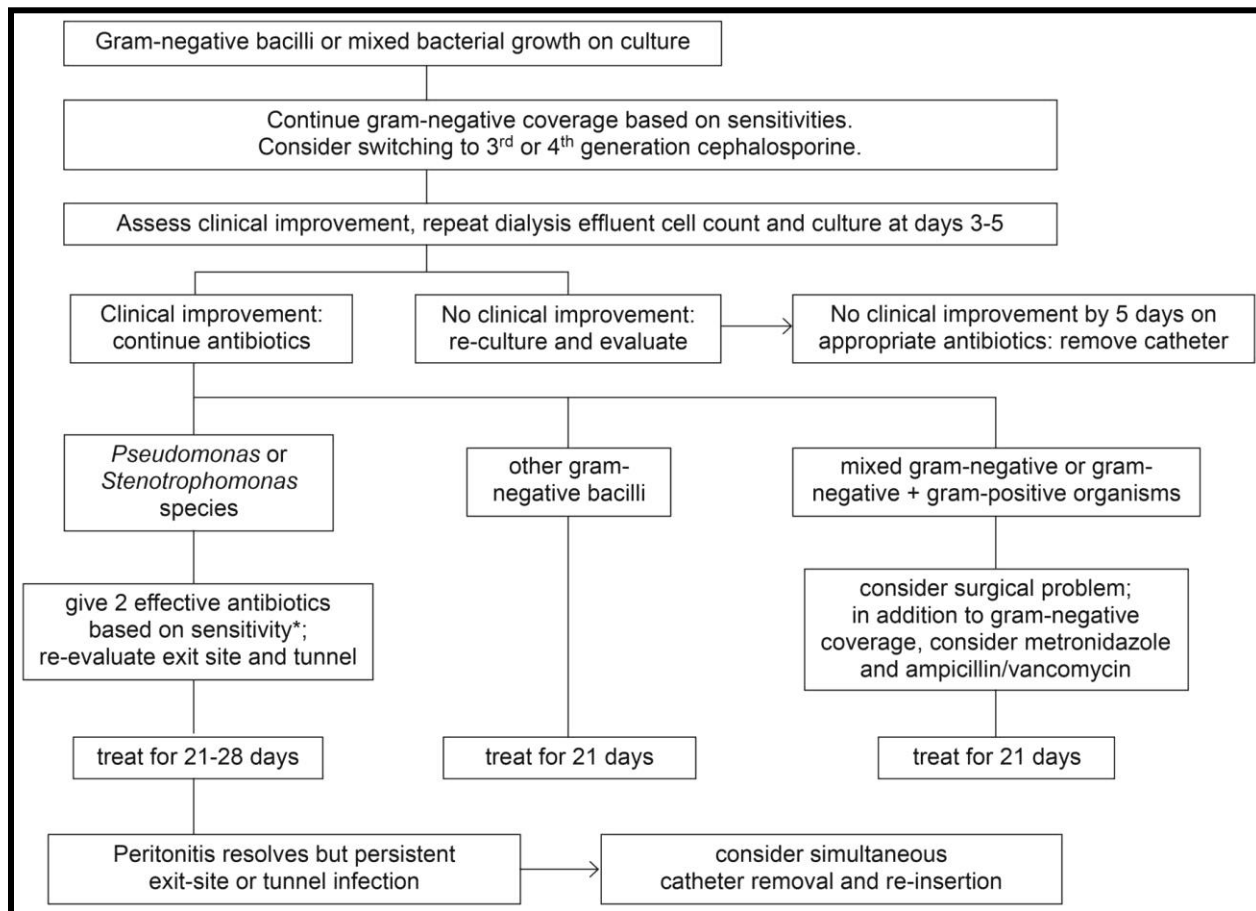 Gram-negative bacilli or mixed bacterial growth on culture
Continue gram-negative coverage based on sensitivities.
Consider switching to 3rd or 4th generation cephalosporine.
Assess clinical improvement, repeat dialysis effluent cell count and culture at days 3-5
Clinical improvement:
continue antibiotics
No clinical improvement:
re-culture and evaluate
No clinical improvement by 5 days on
appropriate antibiotics: remove catheter
Pseudomonas or
Stenotrophomonas
species
other gram-
negative bacilli
mixed gram-negative or gram-
negative + gram-positive organisms
give 2 effective antibiotics
based on sensitivity*;
re-evaluate exit site and tunnel
consider surgical problem;
in addition to gram-negative
coverage, consider metronidazole
and ampicillin/vancomycin
treat for 21-28 days
treat for 21 days
treat for 21 days
Peritonitis resolves but persistent
exit-site or tunnel infection
consider simultaneous
catheter removal and re-insertion